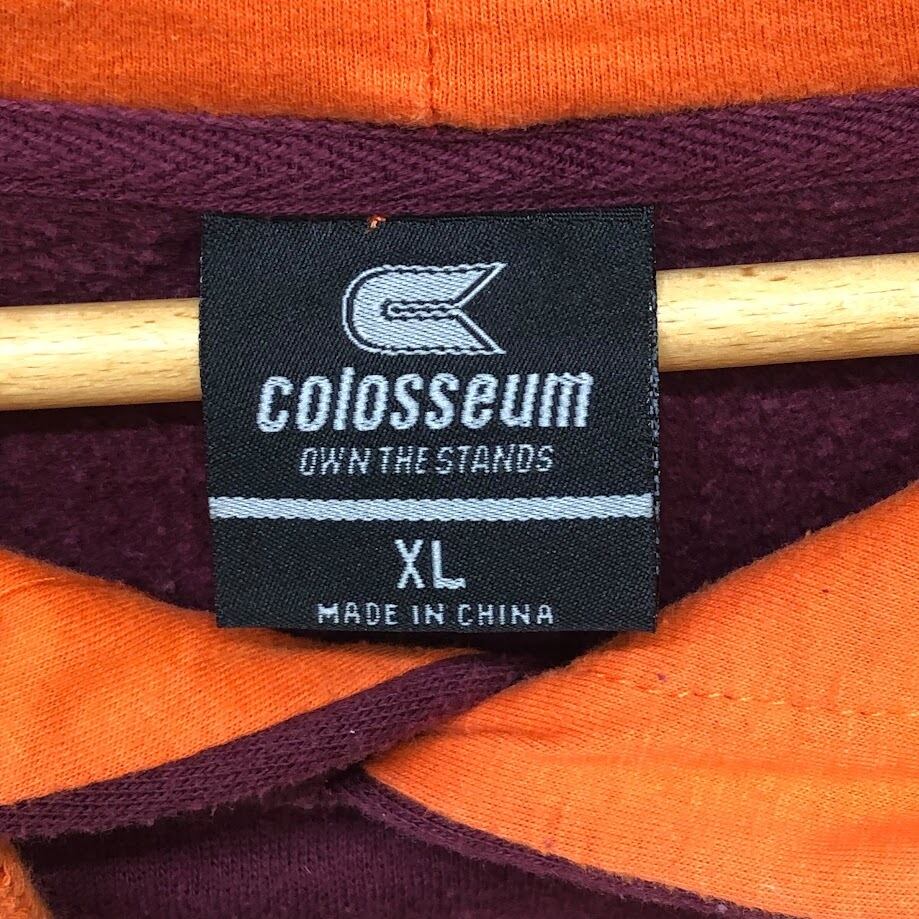 colosseum
OWN THE STANDS
XL
MADE IN CHINA